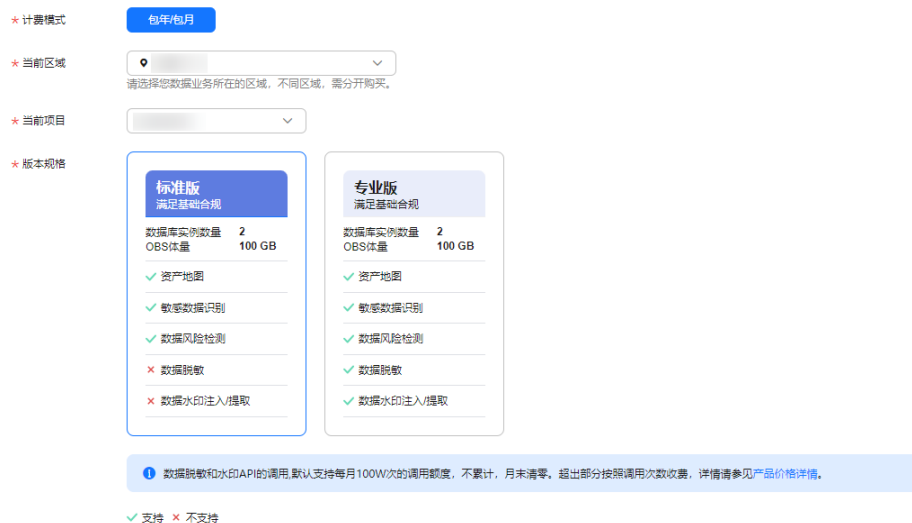 * 计费模式 包年/包月
* 当前区域
请选择您数据业务所在的区域，不同区域，需分开购买。
* 当前项目
* 版本规格
标准版
满足基础合规
数据库实例数量 2
OBS体量 100 GB
资产地图
敏感数据识别
数据风险检测
数据脱敏
数据水印注入/提取
专业版
满足基础合规
数据库实例数量 2
OBS体量 100 GB
资产地图
敏感数据识别
数据风险检测
数据脱敏
数据水印注入/提取
数据脱敏和水印API的调用,默认支持每月100W次的调用额度，不累计，月末清零。超出部分按照调用次数收费，详情请参见产品价格详情。
支持 不支持